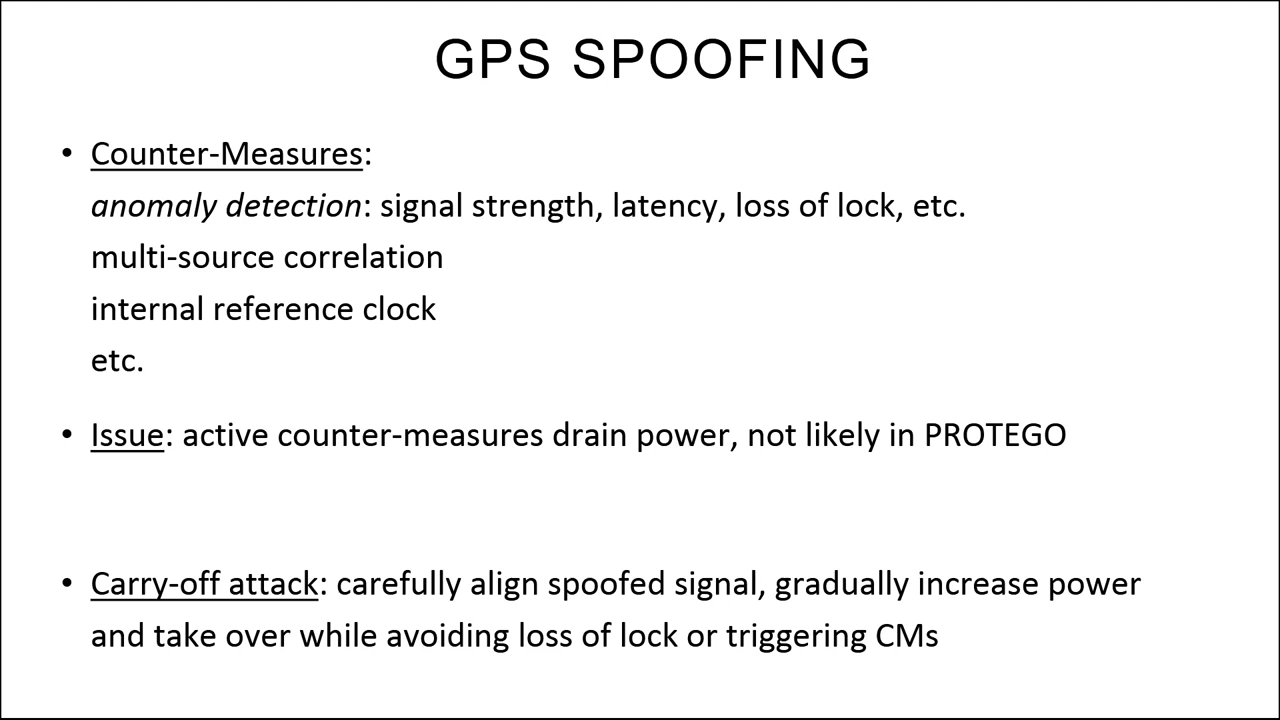 GPS SPOOFING
• Counter-Measures:
anomaly detection: signal strength, latency, loss of lock, etc.
multi-source correlation
internal reference clock
etc.
• Issue: active counter-measures drain power, not likely in PROTEGO
• Carry-off attack: carefully align spoofed signal, gradually increase power
and take over while avoiding loss of lock or triggering CMs